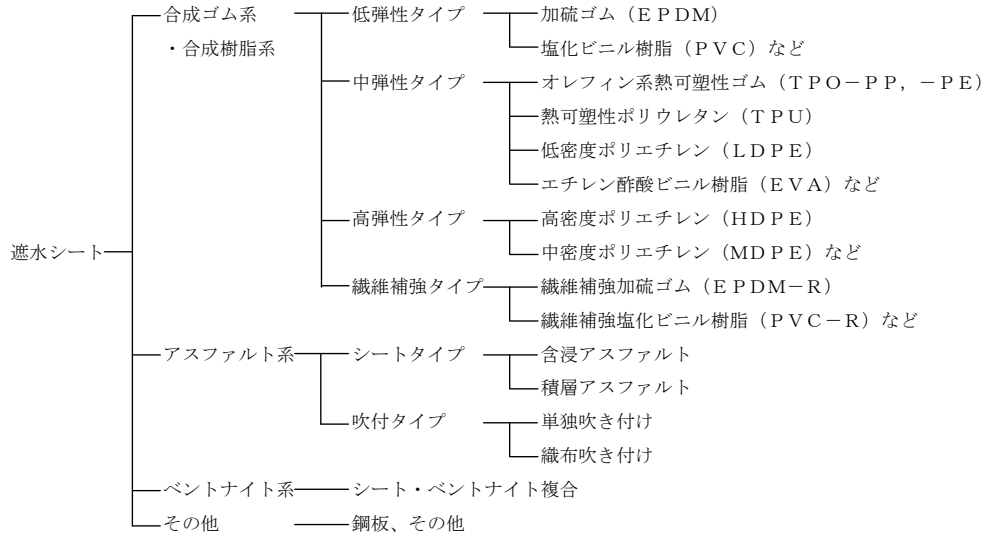 合成ゴム系 低弾性タイプ 加硫ゴム（ＥＰＤＭ）
・合成樹脂系 塩化ビニル樹脂（ＰＶＣ）など
中弾性タイプ オレフィン系熱可塑性ゴム（ＴＰＯ－ＰＰ，－ＰＥ）
熱可塑性ポリウレタン（ＴＰＵ）
低密度ポリエチレン（ＬＤＰＥ）
エチレン酢酸ビニル樹脂（ＥＶＡ）など
高弾性タイプ 高密度ポリエチレン（ＨＤＰＥ）
遮水シート 中密度ポリエチレン（ＭＤＰＥ）など
繊維補強タイプ 繊維補強加硫ゴム（ＥＰＤＭ－Ｒ）
繊維補強塩化ビニル樹脂（ＰＶＣ－Ｒ）など
アスファルト系 シートタイプ 含浸アスファルト
積層アスファルト
吹付タイプ 単独吹き付け
織布吹き付け
ベントナイト系 シート・ベントナイト複合
その他 鋼板、その他